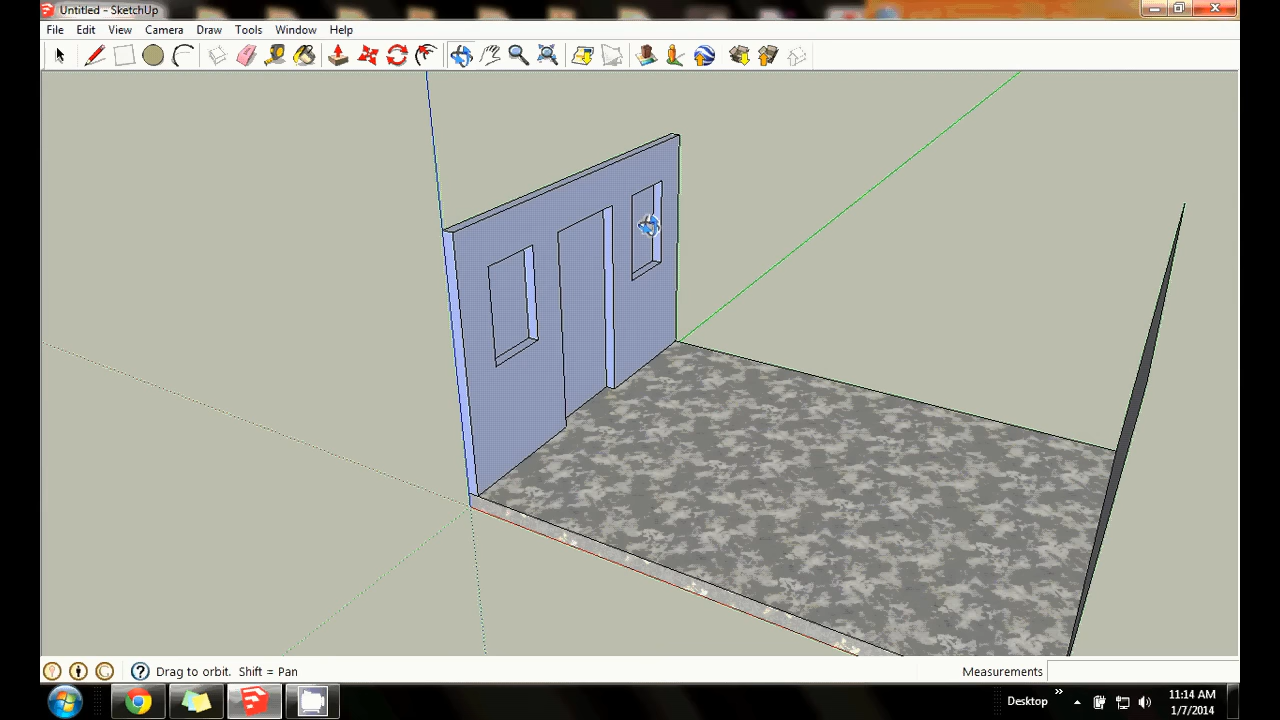 Untitled - SketchUp
File Edit View Camera Draw Tools Window Help
Drag to orbit. Shift = Pan
Measurements
Desktop
11:14 AM
1/7/2014